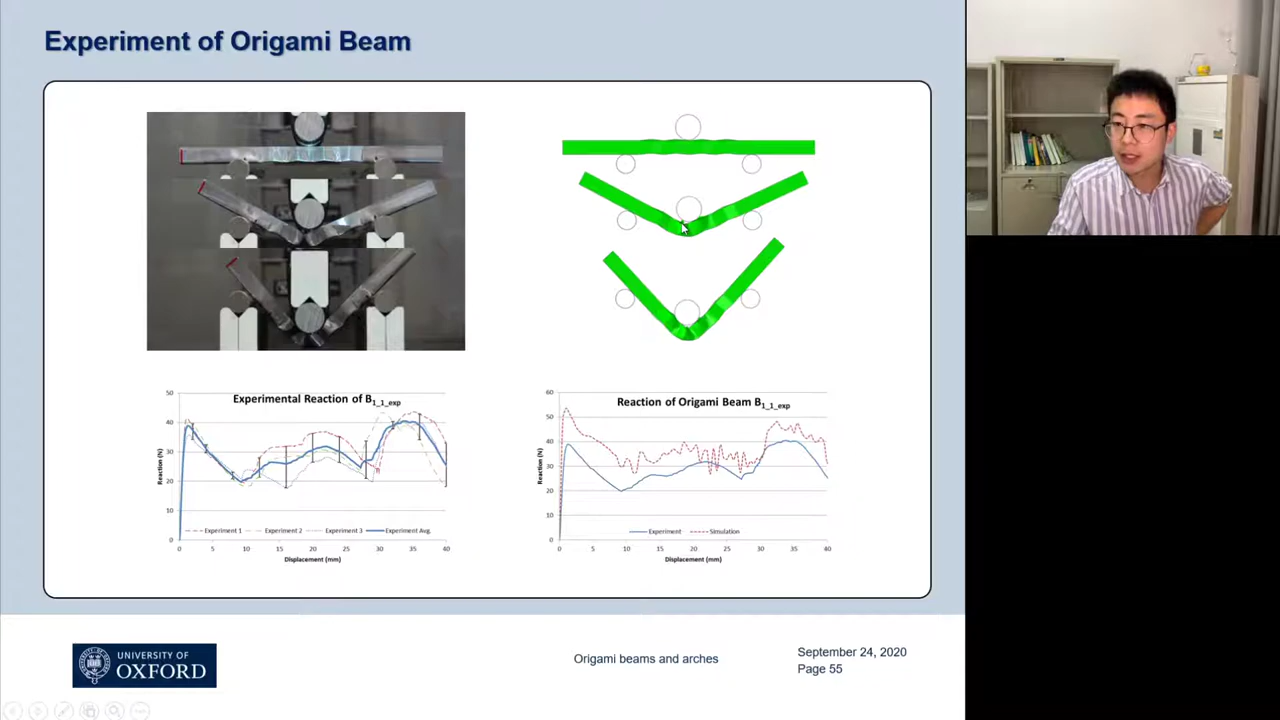 Experiment of Origami Beam
Experimental Reaction of B1_1_exp
50
40
30
20
10
0
Reaction (N)
Experiment 1
Experiment 2
Experiment 3
Experiment Avg.
0 5 10 15 20 25 30 35 40
Displacement (mm)
Reaction of Origami Beam B1_1_exp
60
50
40
30
20
10
0
Reaction (N)
Experiment
Simulation
0 5 10 15 20 25 30 35 40
Displacement (mm)
UNIVERSITY OF
OXFORD
Origami beams and arches
September 24, 2020
Page 55